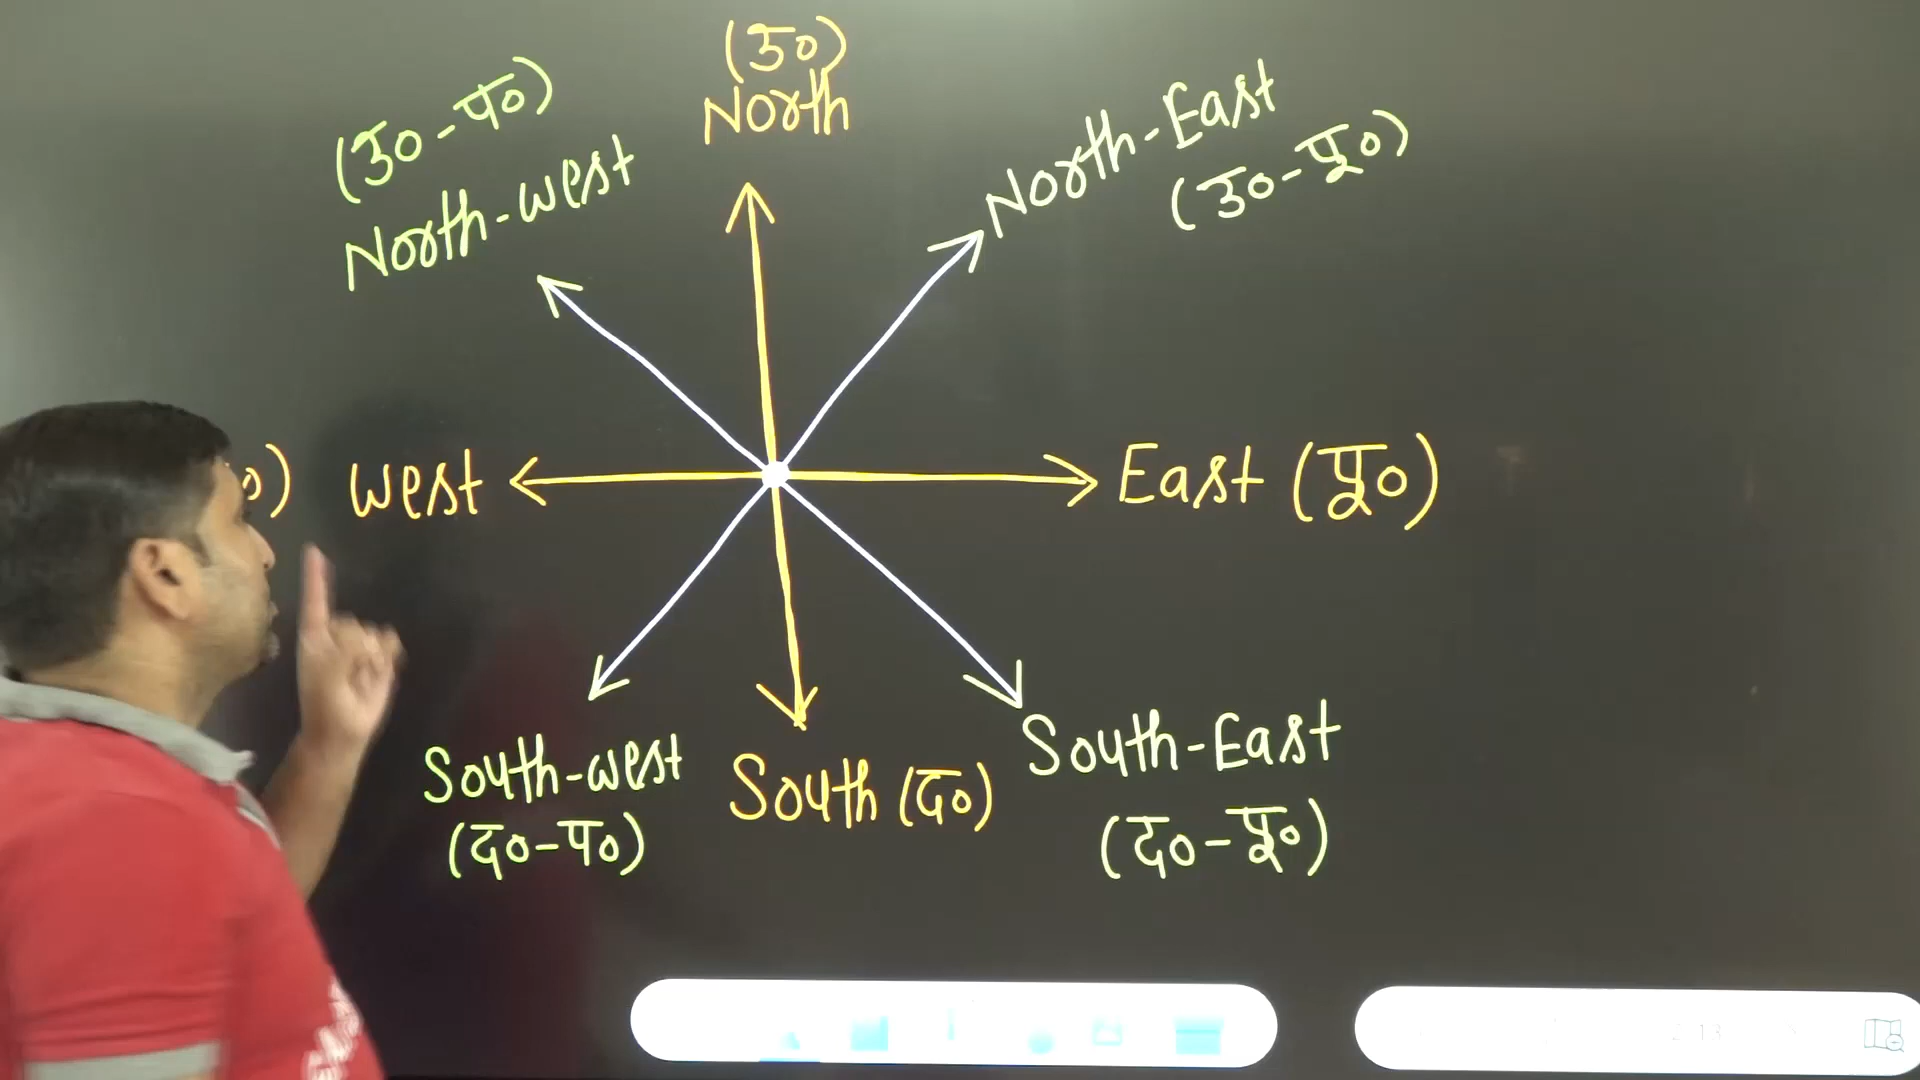 (उ०)
North
(उ०-प०)
North-west
North-East
(उ०-पू०)
०) west
East (पू०)
South-west
(द०-प०)
South (द०)
South-East
(द०-पू०)